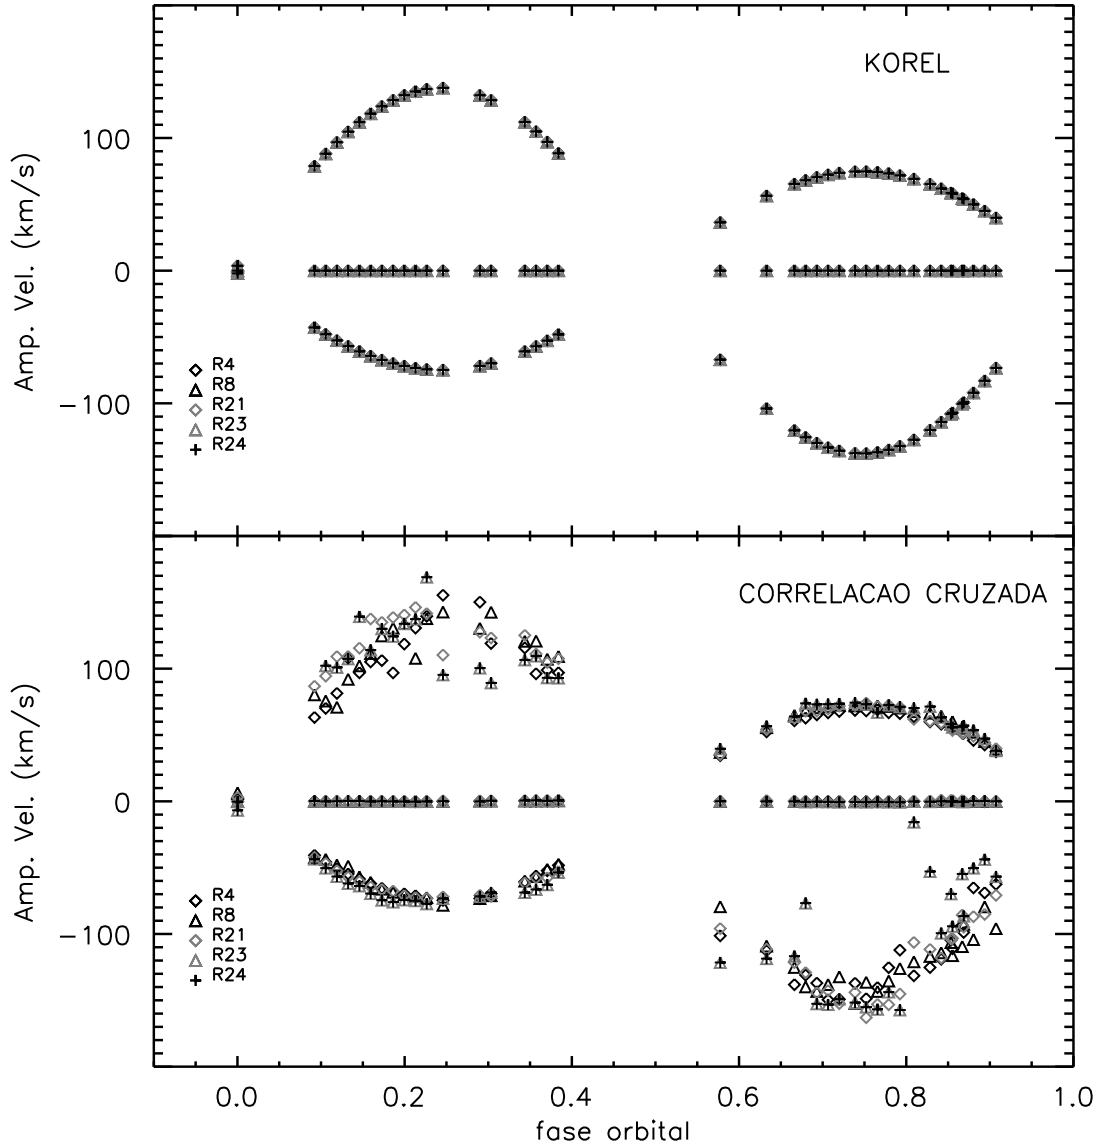 KOREL
100
0
−100
Amp. Vel. (km/s)
R4
R8
R21
R23
R24
CORRELACAO CRUZADA
100
0
−100
Amp. Vel. (km/s)
R4
R8
R21
R23
R24
0.0 0.2 0.4 0.6 0.8 1.0
fase orbital